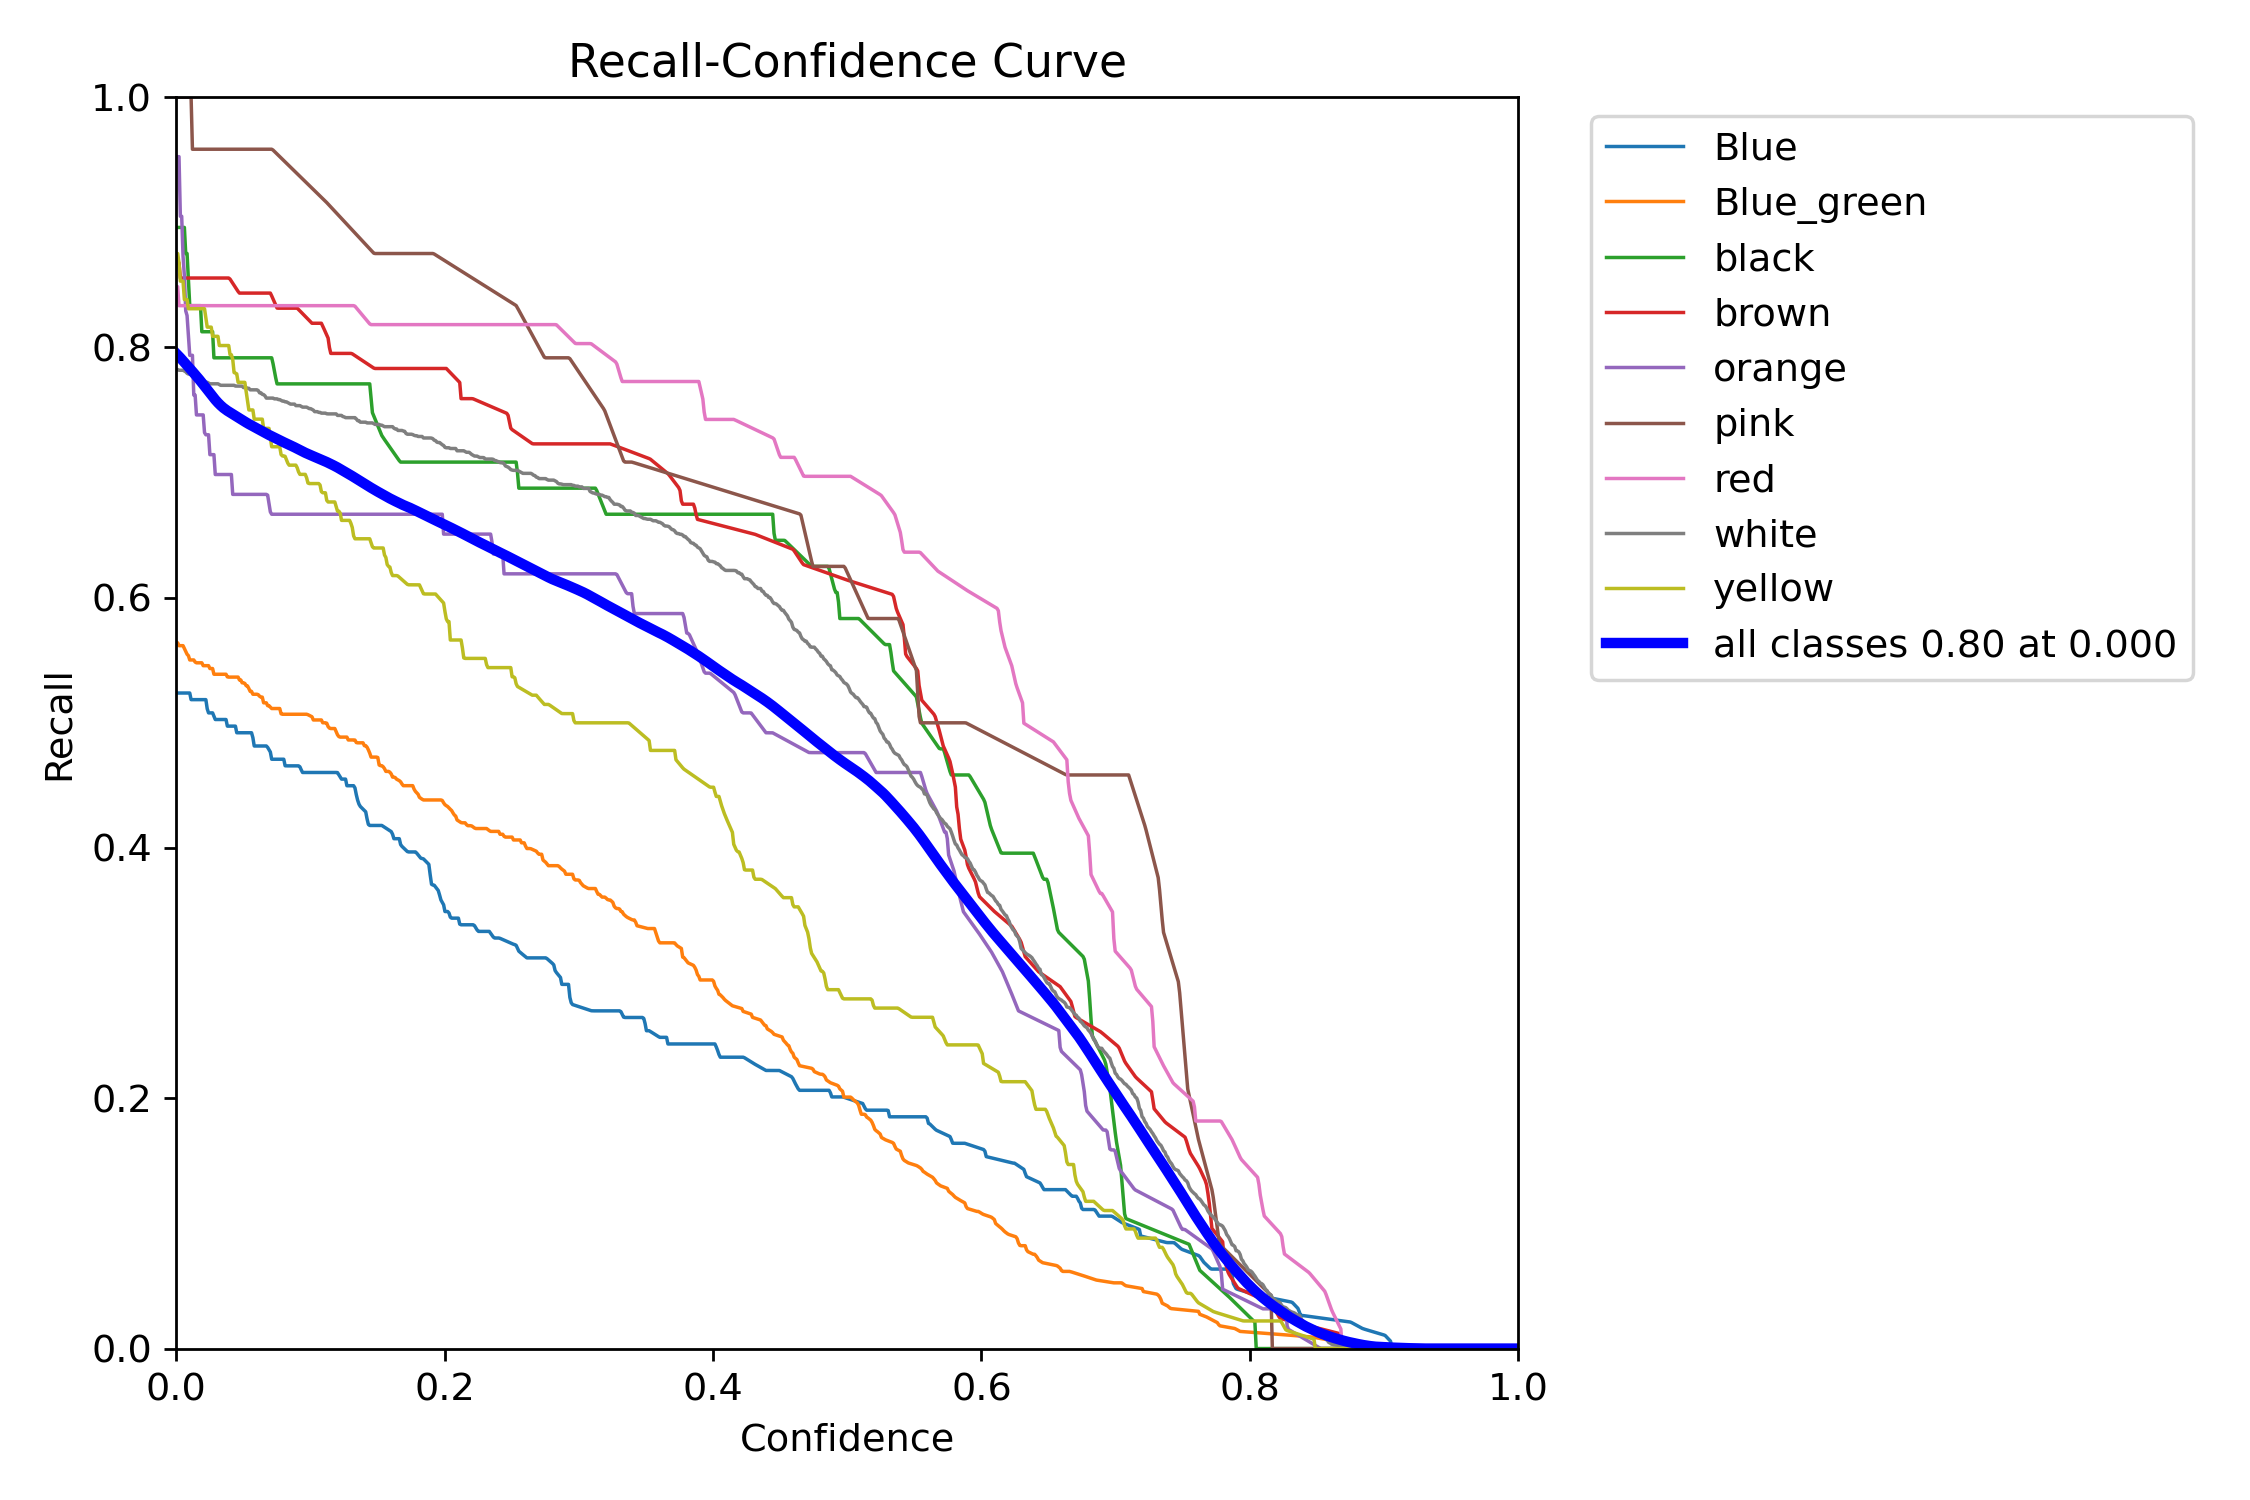 Recall-Confidence Curve
1.0
0.8
0.6
0.4
0.2
0.0
Recall
0.0 0.2 0.4 0.6 0.8 1.0
Confidence
Blue
Blue_green
black
brown
orange
pink
red
white
yellow
all classes 0.80 at 0.000